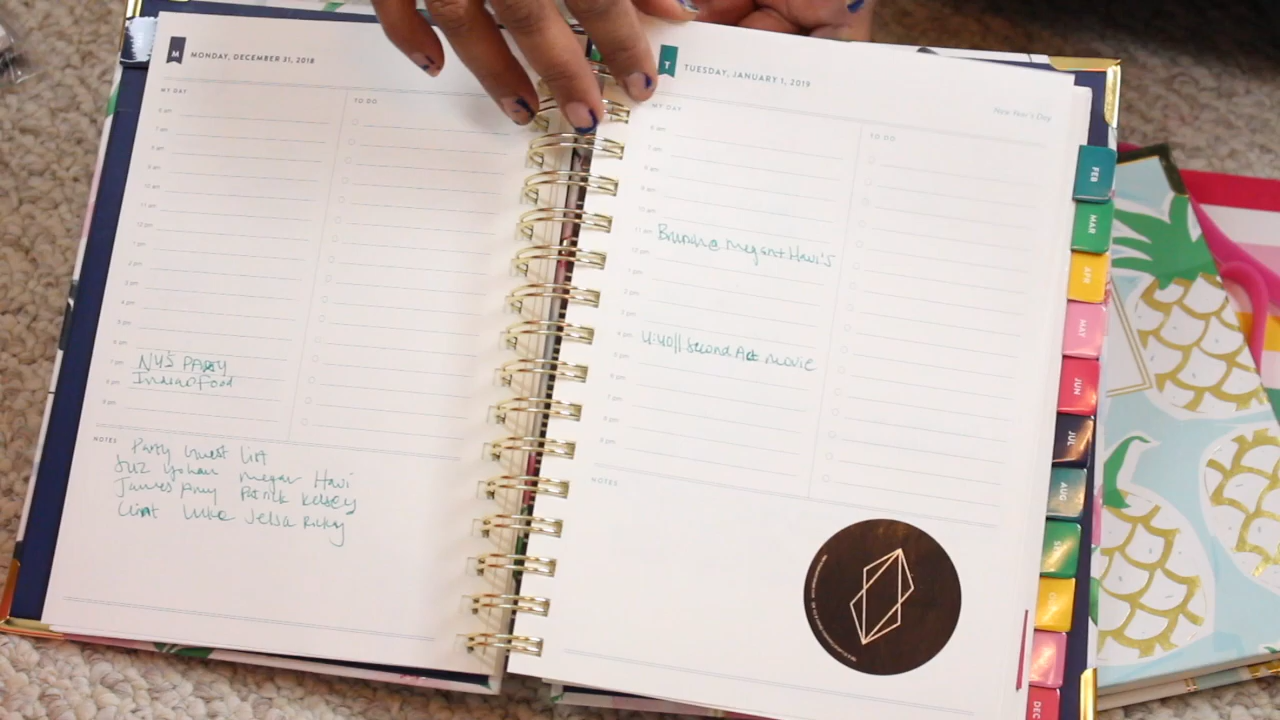 M MONDAY, DECEMBER 31, 2018
MY DAY
TO DO
6 am
7 am
8 am
9 am
10 am
11 am
12 pm
1 pm
2 pm
3 pm
4 pm
5 pm
6 pm
7 pm
8 pm
9 pm
NYS PARTY
Indian Food
NOTES
Party Guest List
Megan Havi
James Amy Patrick Kelsey
Clint Luke Jelsa Ricky
T TUESDAY, JANUARY 1, 2019
New Year's Day
MY DAY
TO DO
6 am
7 am
8 am
9 am
10 am
11 am
12 pm
1 pm
2 pm
3 pm
4 pm
5 pm
6 pm
7 pm
8 pm
9 pm
Brunch @ megan + Havi's
4:40 || Second Act movie
NOTES
FEB
MAR
APR
MAY
JUN
JUL
AUG
DEC